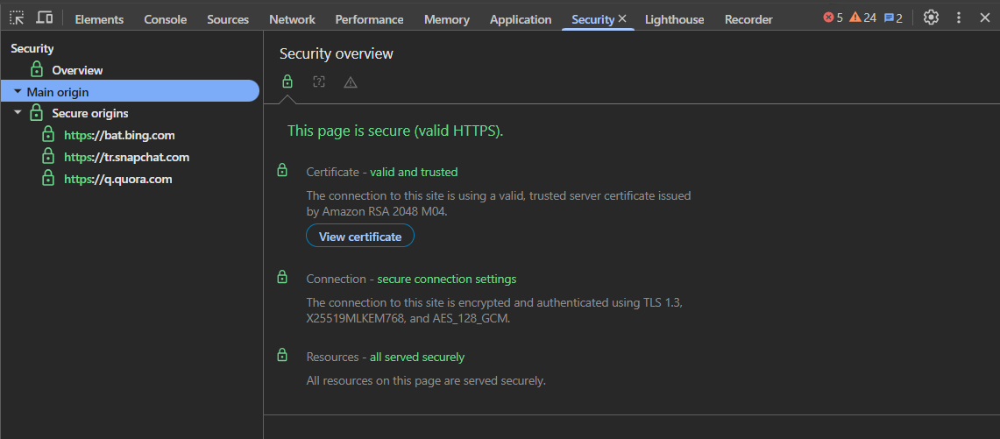 Elements Console Sources Network Performance Memory Application Security Lighthouse Recorder 5 24 2
Security
Overview
Main origin
Secure origins
https://bat.bing.com
https://tr.snapchat.com
https://q.quora.com
Security overview
This page is secure (valid HTTPS).
Certificate - valid and trusted
The connection to this site is using a valid, trusted server certificate issued
by Amazon RSA 2048 M04.
View certificate
Connection - secure connection settings
The connection to this site is encrypted and authenticated using TLS 1.3,
X25519MLKEM768, and AES_128_GCM.
Resources - all served securely
All resources on this page are served securely.